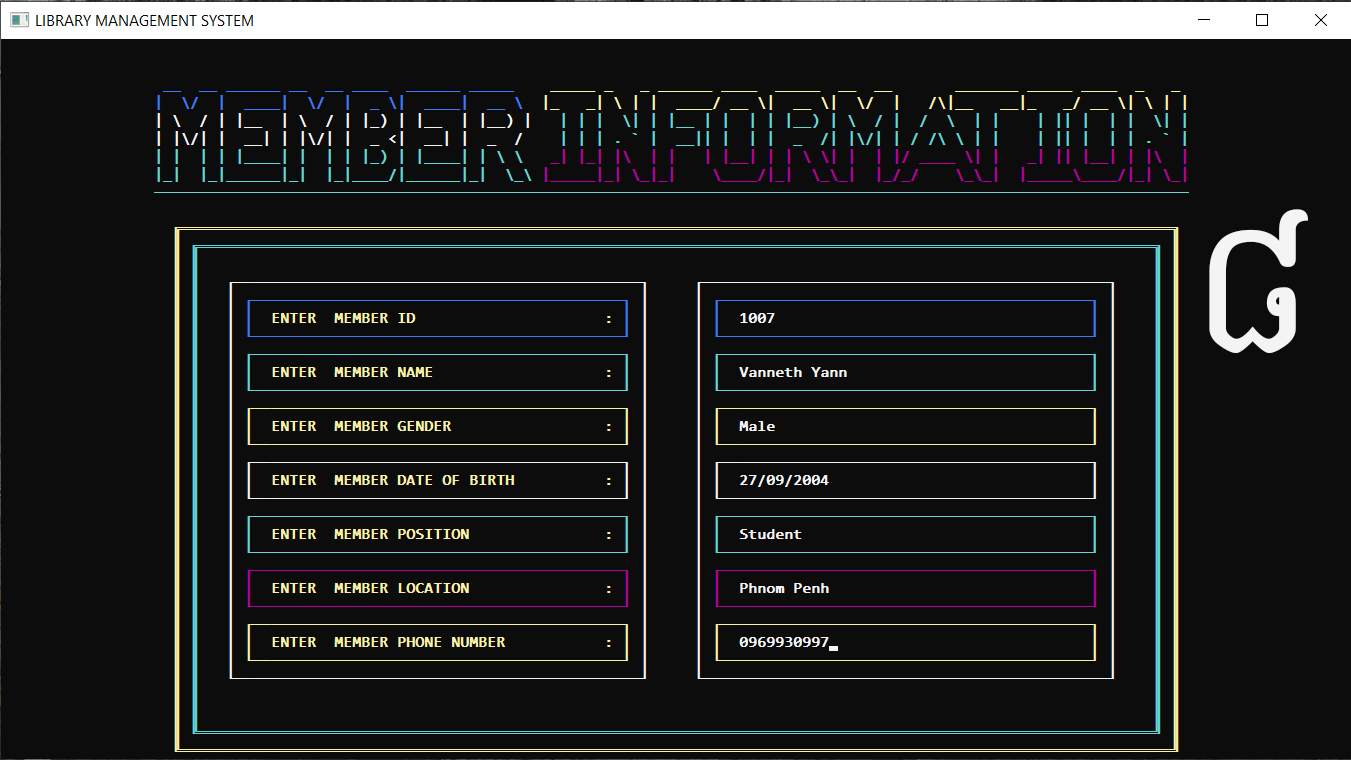 LIBRARY MANAGEMENT SYSTEM
MEMBER INFORMATION
ENTER MEMBER ID : 1007
ENTER MEMBER NAME : Vanneth Yann
ENTER MEMBER GENDER : Male
ENTER MEMBER DATE OF BIRTH : 27/09/2004
ENTER MEMBER POSITION : Student
ENTER MEMBER LOCATION : Phnom Penh
ENTER MEMBER PHONE NUMBER : 0969930997